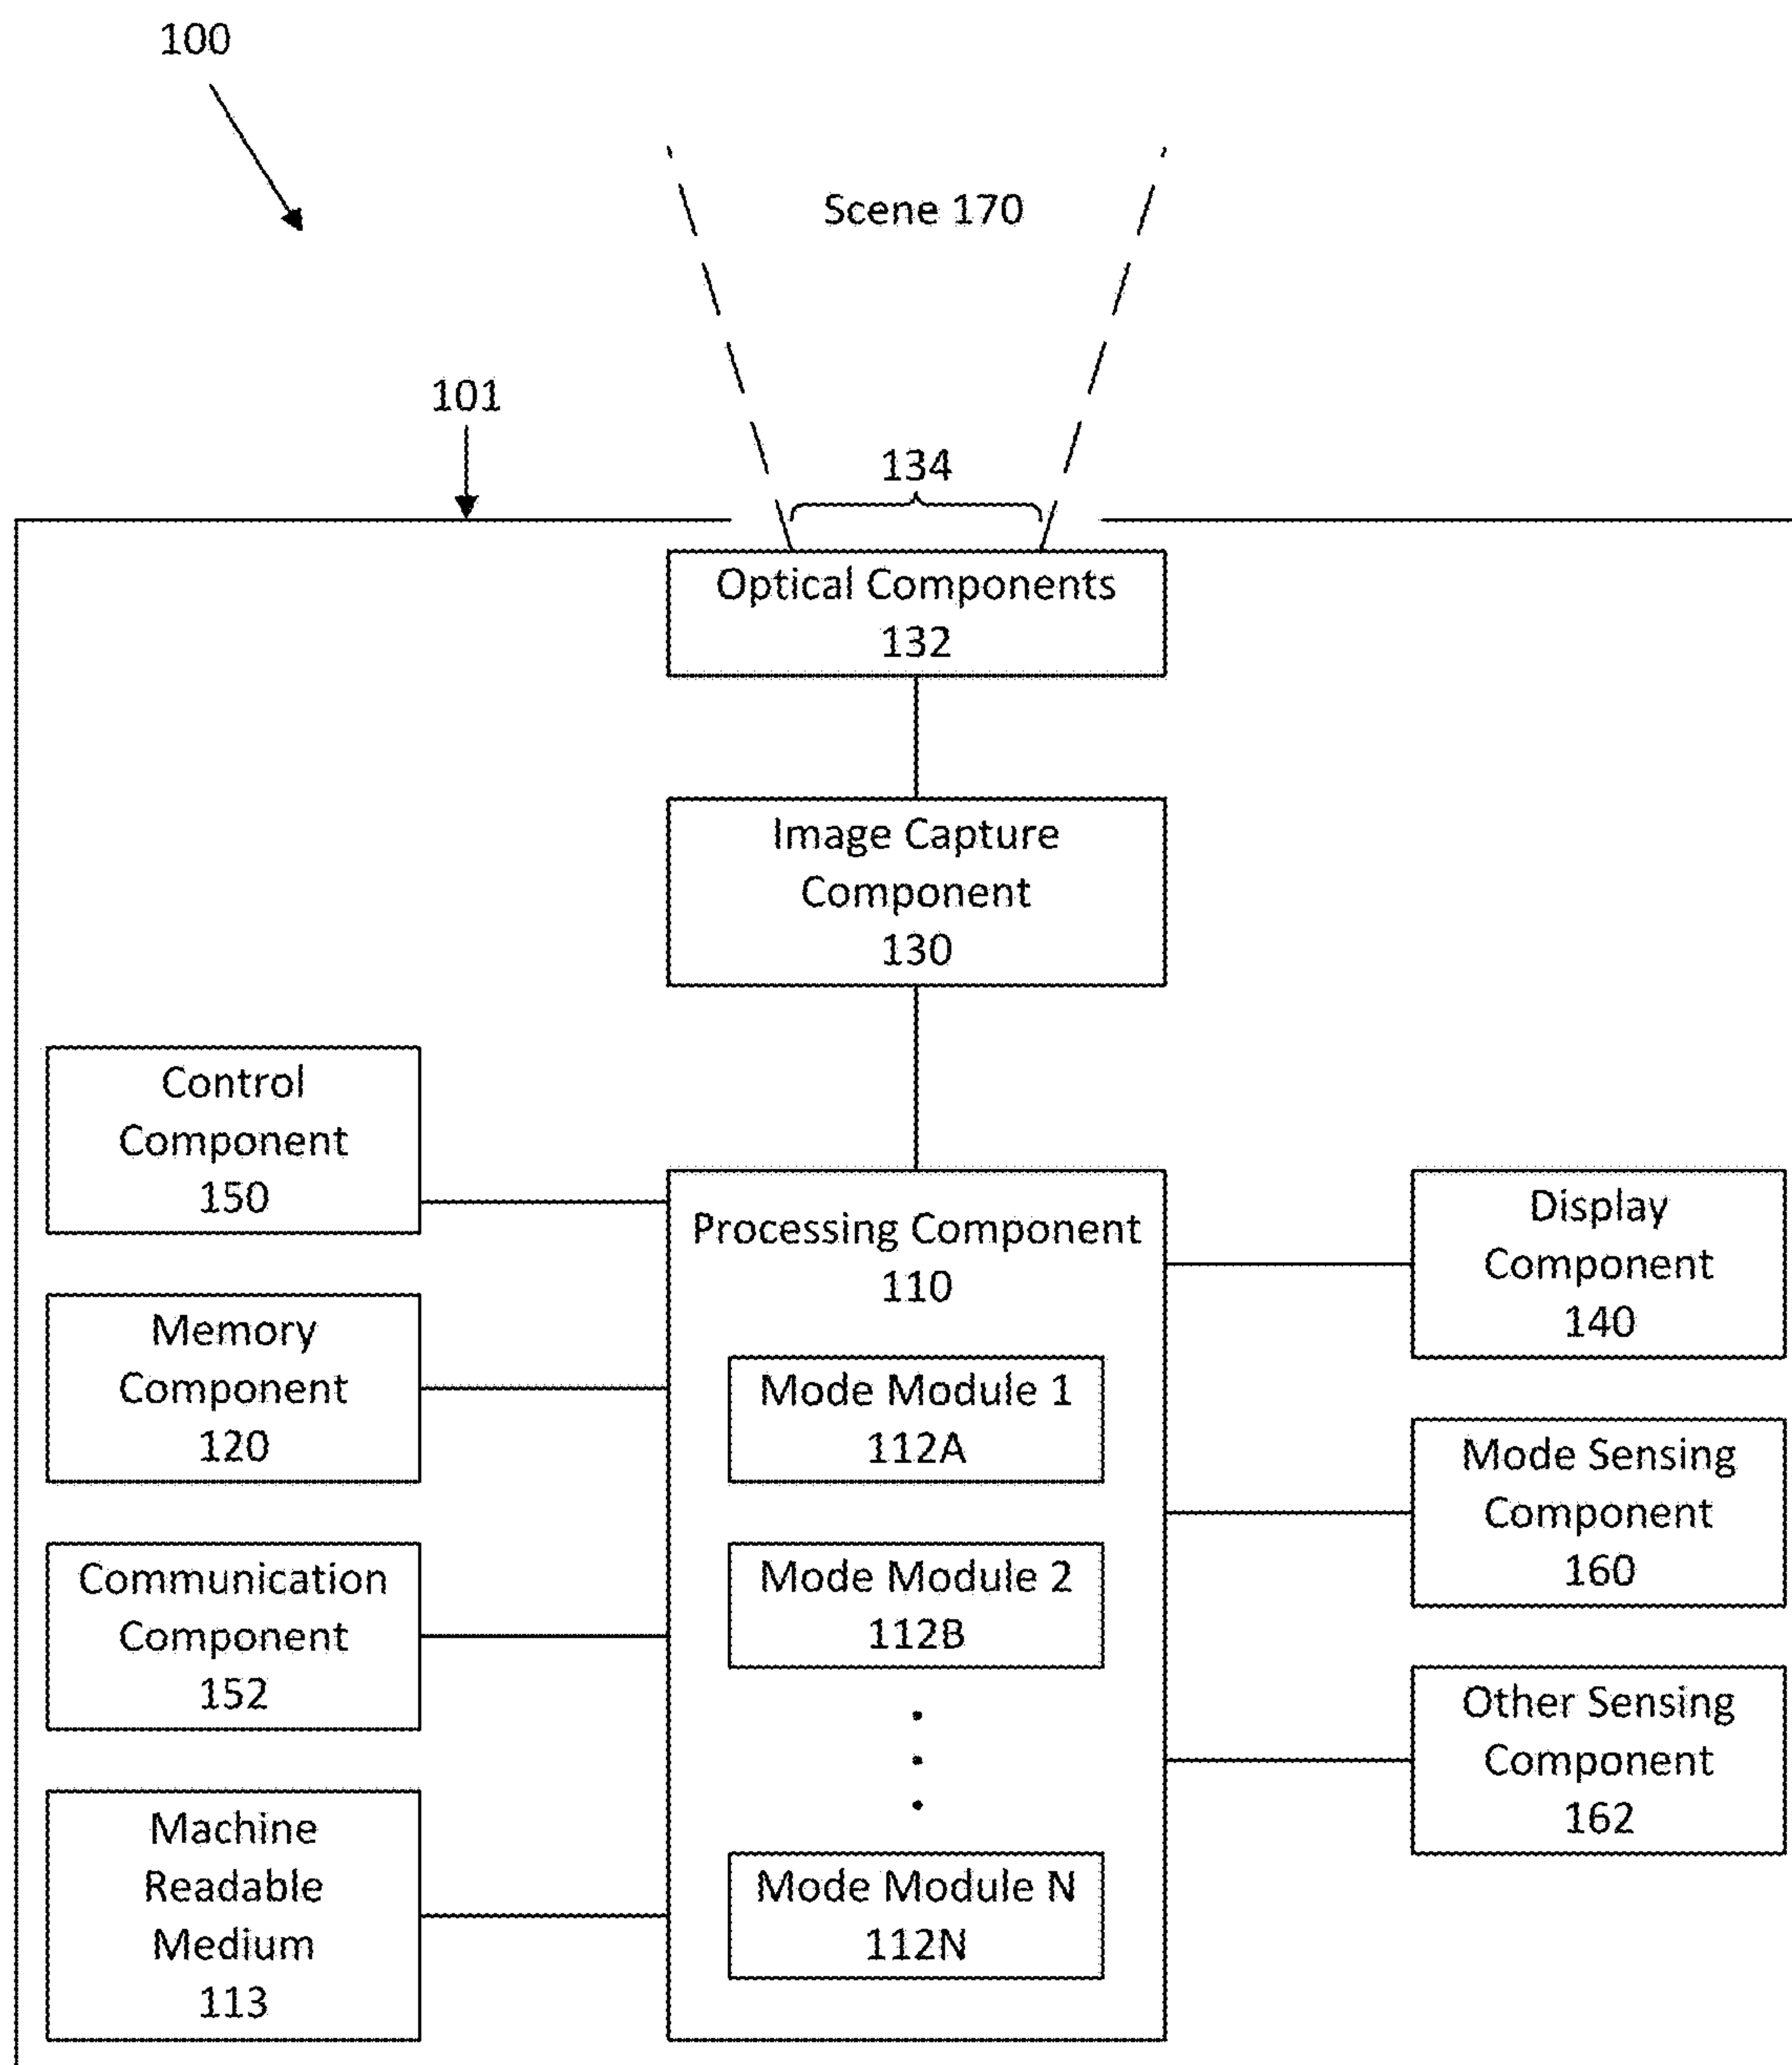 100
Scene 170
101
134
Optical Components
132
Image Capture
Component
130
Control
Component
150
Memory
Component
120
Communication
Component
152
Machine
Readable
Medium
113
Processing Component
110
Mode Module 1
112A
Mode Module 2
112B
Mode Module N
112N
Display
Component
140
Mode Sensing
Component
160
Other Sensing
Component
162